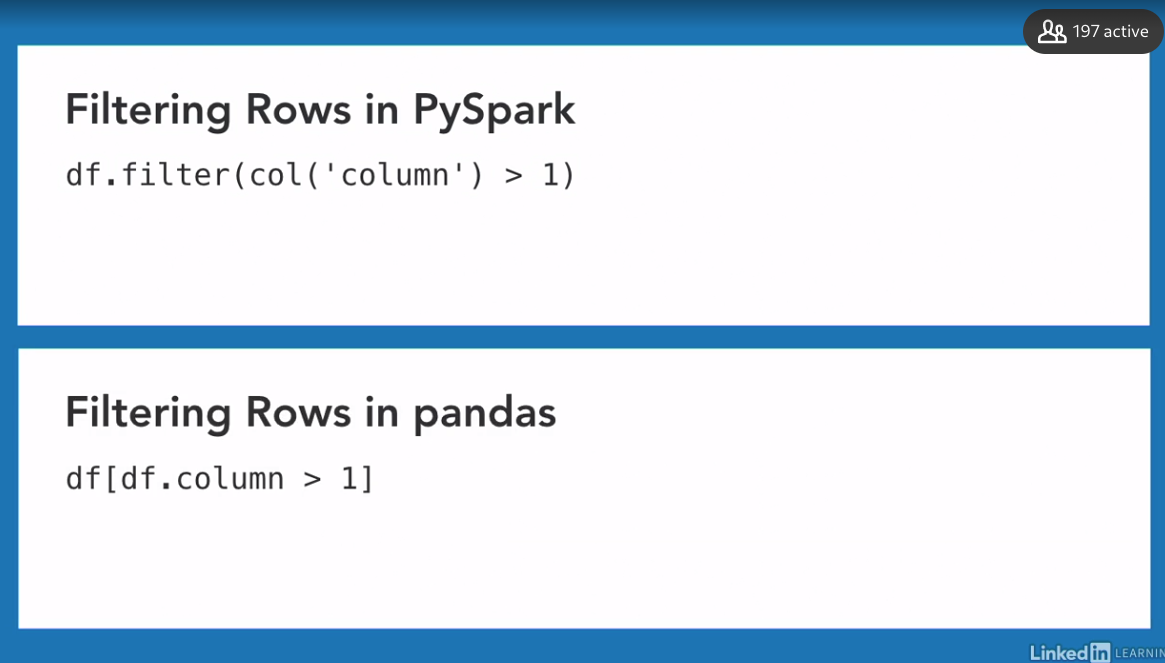 197 active
Filtering Rows in PySpark
df.filter(col('column') > 1)
Filtering Rows in pandas
df[df.column > 1]
Linked in LEARNIN